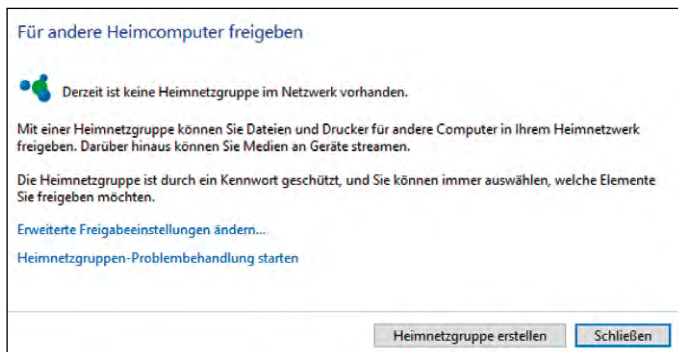 Für andere Heimcomputer freigeben
Derzeit ist keine Heimnetzgruppe im Netzwerk vorhanden.
Mit einer Heimnetzgruppe können Sie Dateien und Drucker für andere Computer in Ihrem Heimnetzwerk
freigeben. Darüber hinaus können Sie Medien an Geräte streamen.
Die Heimnetzgruppe ist durch ein Kennwort geschützt, und Sie können immer auswählen, welche Elemente
Sie freigeben möchten.
Erweiterte Freigabeeinstellungen ändern...
Heimnetzgruppen-Problembehandlung starten
Heimnetzgruppe erstellen
Schließen